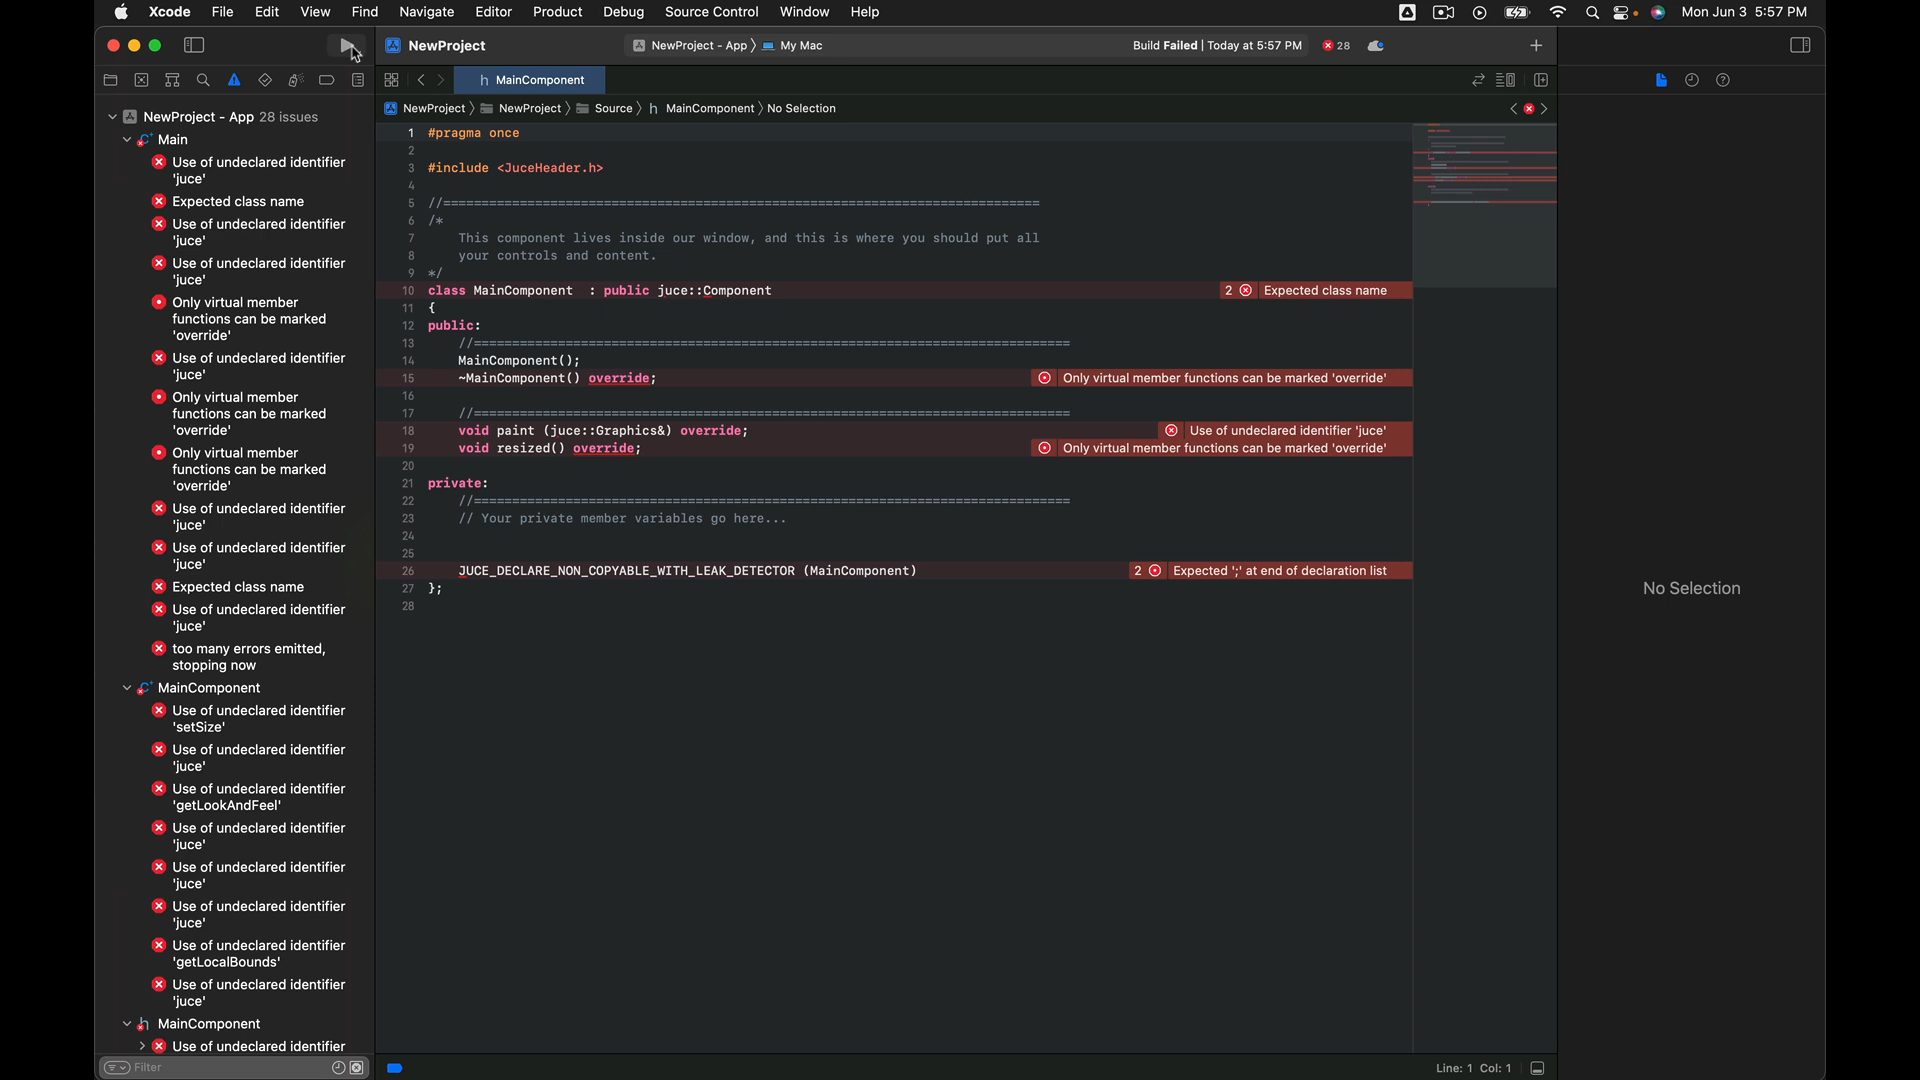 Xcode File Edit View Find Navigate Editor Product Debug Source Control Window Help Mon Jun 3 5:57 PM
NewProject
NewProject - App 〉 My Mac
Build Failed | Today at 5:57 PM
28
MainComponent
NewProject 〉 NewProject 〉 Source 〉 MainComponent 〉 No Selection
NewProject - App 28 issues
Main
Use of undeclared identifier
'juce'
Expected class name
Use of undeclared identifier
'juce'
Use of undeclared identifier
'juce'
Only virtual member
functions can be marked
'override'
Use of undeclared identifier
'juce'
Only virtual member
functions can be marked
'override'
Only virtual member
functions can be marked
'override'
Use of undeclared identifier
'juce'
Use of undeclared identifier
'juce'
Expected class name
Use of undeclared identifier
'juce'
too many errors emitted,
stopping now
MainComponent
Use of undeclared identifier
'setSize'
Use of undeclared identifier
'juce'
Use of undeclared identifier
'getLookAndFeel'
Use of undeclared identifier
'juce'
Use of undeclared identifier
'juce'
Use of undeclared identifier
'juce'
Use of undeclared identifier
'getLocalBounds'
Use of undeclared identifier
'juce'
MainComponent
Use of undeclared identifier
Filter
1 #pragma once
2
3 #include <JuceHeader.h>
4
5 //==============================================================================
6 /*
7 This component lives inside our window, and this is where you should put all
8 your controls and content.
9 */
10 class MainComponent : public juce::Component 2 Expected class name
11 {
12 public:
13 //==============================================================================
14 MainComponent();
15 ~MainComponent() override; Only virtual member functions can be marked 'override'
16
17 //==============================================================================
18 void paint (juce::Graphics&) override; Use of undeclared identifier 'juce'
19 void resized() override; Only virtual member functions can be marked 'override'
20
21 private:
22 //==============================================================================
23 // Your private member variables go here...
24
25
26 JUCE_DECLARE_NON_COPYABLE_WITH_LEAK_DETECTOR (MainComponent) 2 Expected ';' at end of declaration list
27 };
28
No Selection
Line: 1 Col: 1